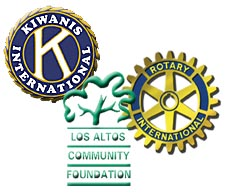 KIWANIS
K
INTERNATIONAL
ROTARY
INTERNATIONAL
LOS ALTOS
COMMUNITY
FOUNDATION